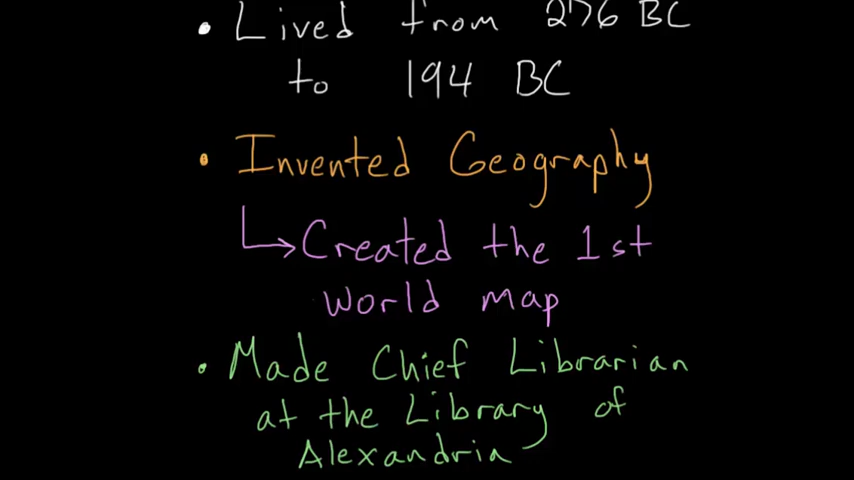 • Lived from 276 BC
to 194 BC
• Invented Geography
↳ Created the 1st
world map
• Made Chief Librarian
at the Library of
Alexandria